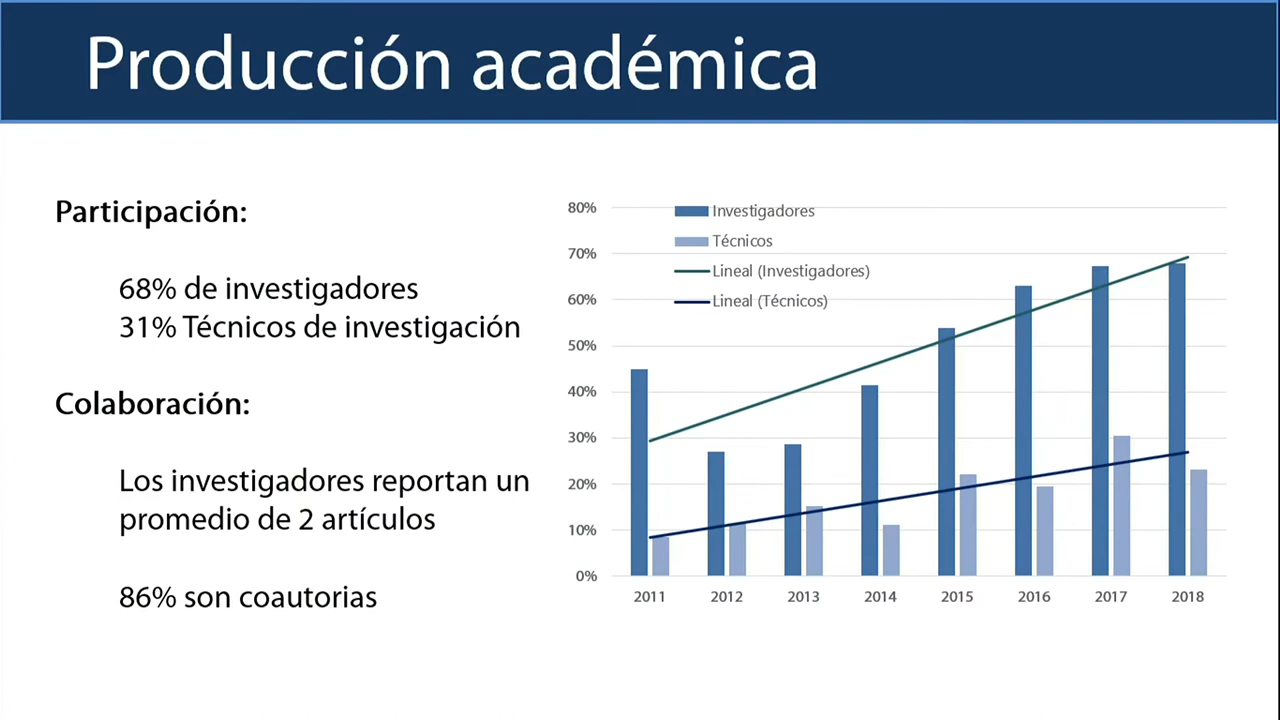 Producción académica
Participación:
68% de investigadores
31% Técnicos de investigación
Colaboración:
Los investigadores reportan un
promedio de 2 artículos
86% son coautorias
80%
70%
60%
50%
40%
30%
20%
10%
0%
Investigadores
Técnicos
Lineal (Investigadores)
Lineal (Técnicos)
2011 2012 2013 2014 2015 2016 2017 2018